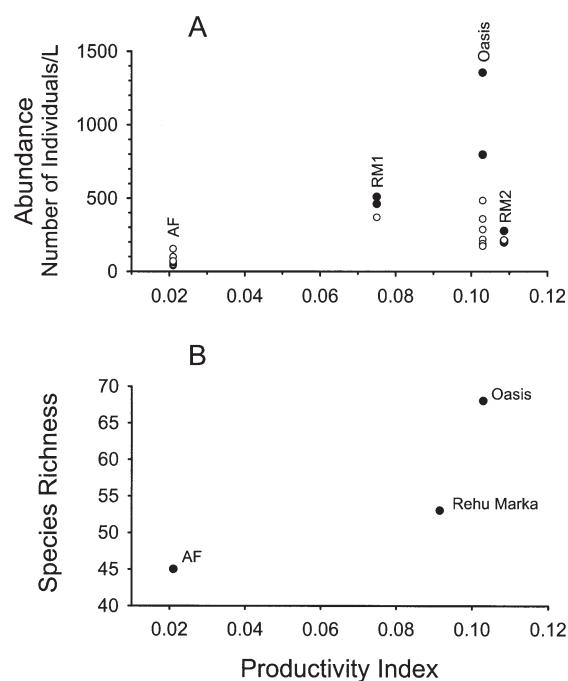 A
Abundance
Number of Individuals/L
1500
1000
500
0
AF
RM1
Oasis
RM2
0.02 0.04 0.06 0.08 0.10 0.12
B
Species Richness
70
65
60
55
50
45
40
Oasis
Rehu Marka
AF
0.02 0.04 0.06 0.08 0.10 0.12
Productivity Index